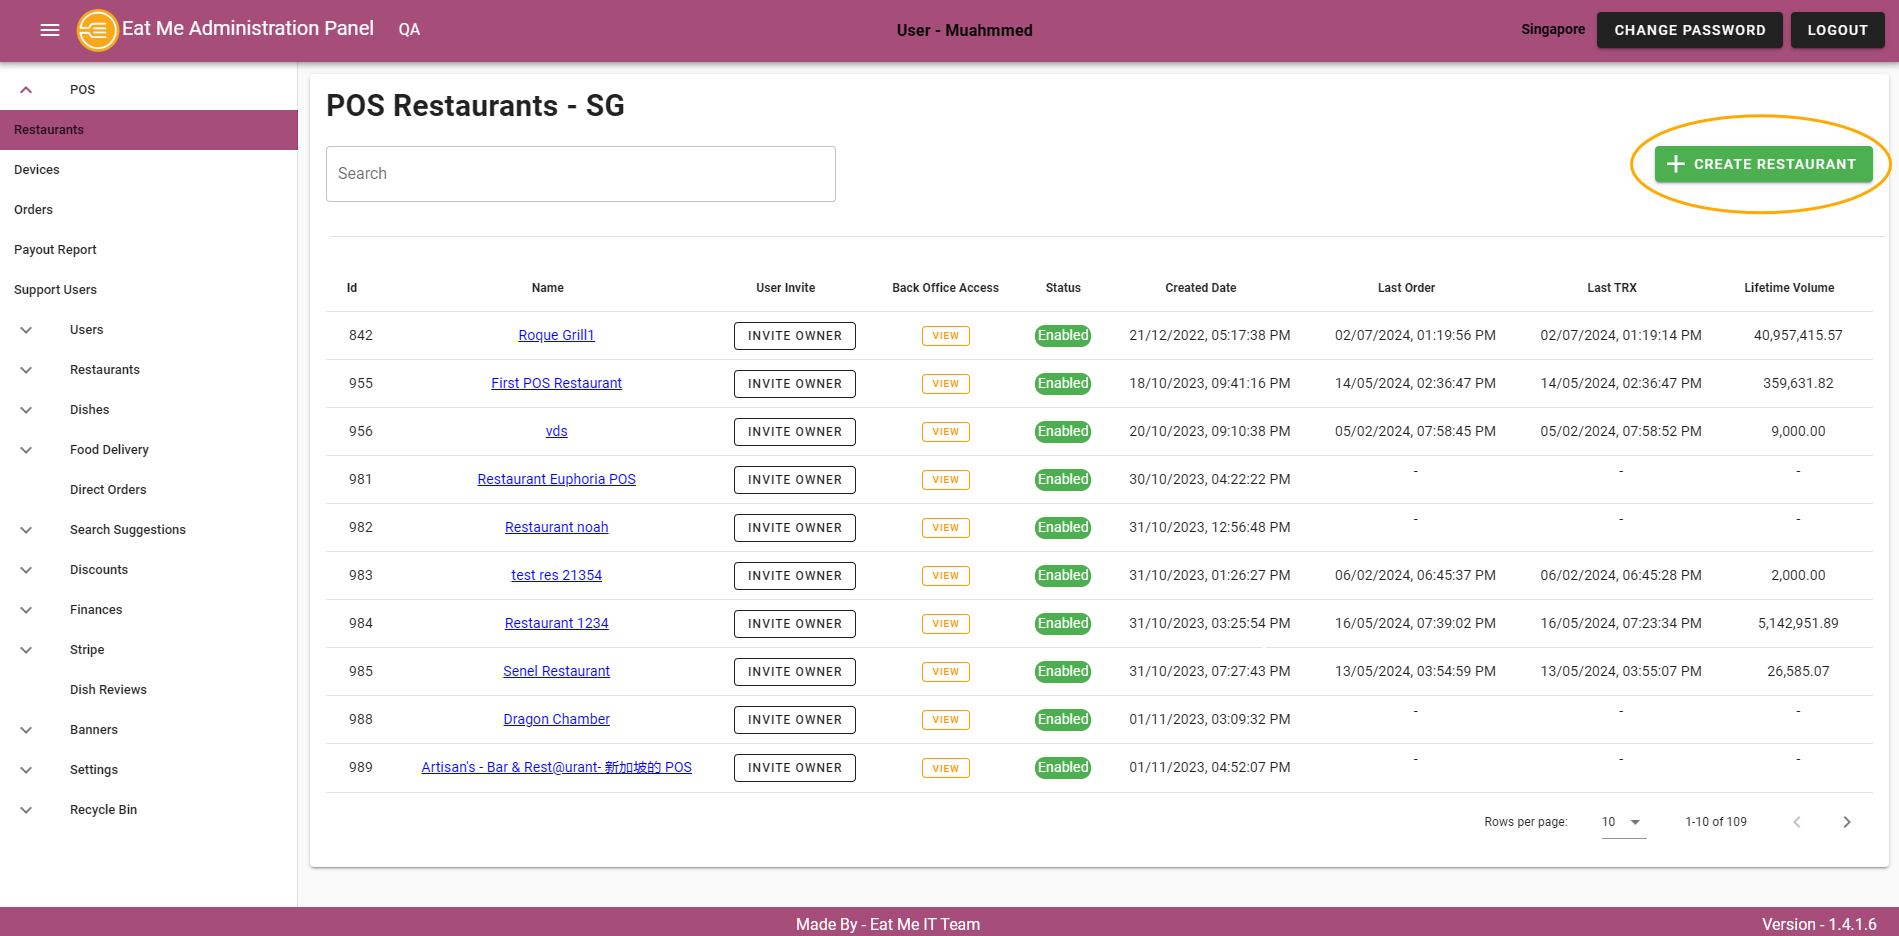 Eat Me Administration Panel QA User - Muahmmed Singapore CHANGE PASSWORD LOGOUT
POS
Restaurants
Devices
Orders
Payout Report
Support Users
Users
Restaurants
Dishes
Food Delivery
Direct Orders
Search Suggestions
Discounts
Finances
Stripe
Dish Reviews
Banners
Settings
Recycle Bin
POS Restaurants - SG
Search
CREATE RESTAURANT
Id Name User Invite Back Office Access Status Created Date Last Order Last TRX Lifetime Volume
842 Roque Grill1 INVITE OWNER VIEW Enabled 21/12/2022, 05:17:38 PM 02/07/2024, 01:19:56 PM 02/07/2024, 01:19:14 PM 40,957,415.57
955 First POS Restaurant INVITE OWNER VIEW Enabled 18/10/2023, 09:41:16 PM 14/05/2024, 02:36:47 PM 14/05/2024, 02:36:47 PM 359,631.82
956 vds INVITE OWNER VIEW Enabled 20/10/2023, 09:10:38 PM 05/02/2024, 07:58:45 PM 05/02/2024, 07:58:52 PM 9,000.00
981 Restaurant Euphoria POS INVITE OWNER VIEW Enabled 30/10/2023, 04:22:22 PM - - -
982 Restaurant noah INVITE OWNER VIEW Enabled 31/10/2023, 12:56:48 PM - - -
983 test res 21354 INVITE OWNER VIEW Enabled 31/10/2023, 01:26:27 PM 06/02/2024, 06:45:37 PM 06/02/2024, 06:45:28 PM 2,000.00
984 Restaurant 1234 INVITE OWNER VIEW Enabled 31/10/2023, 03:25:54 PM 16/05/2024, 07:39:02 PM 16/05/2024, 07:23:34 PM 5,142,951.89
985 Senel Restaurant INVITE OWNER VIEW Enabled 31/10/2023, 07:27:43 PM 13/05/2024, 03:54:59 PM 13/05/2024, 03:55:07 PM 26,585.07
988 Dragon Chamber INVITE OWNER VIEW Enabled 01/11/2023, 03:09:32 PM - - -
989 Artisan's - Bar & Rest@urant- 新加坡的 POS INVITE OWNER VIEW Enabled 01/11/2023, 04:52:07 PM - - -
Rows per page: 10 1-10 of 109
Made By - Eat Me IT Team Version - 1.4.1.6